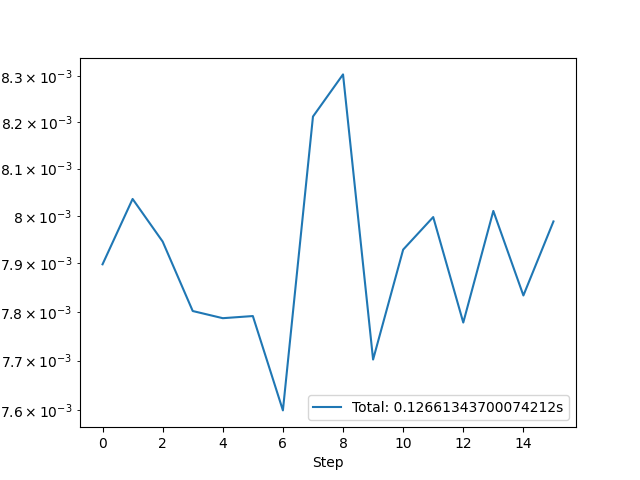 8.3 × 10⁻³
8.2 × 10⁻³
8.1 × 10⁻³
8 × 10⁻³
7.9 × 10⁻³
7.8 × 10⁻³
7.7 × 10⁻³
7.6 × 10⁻³
Total: 0.12661343700074212s
0 2 4 6 8 10 12 14
Step